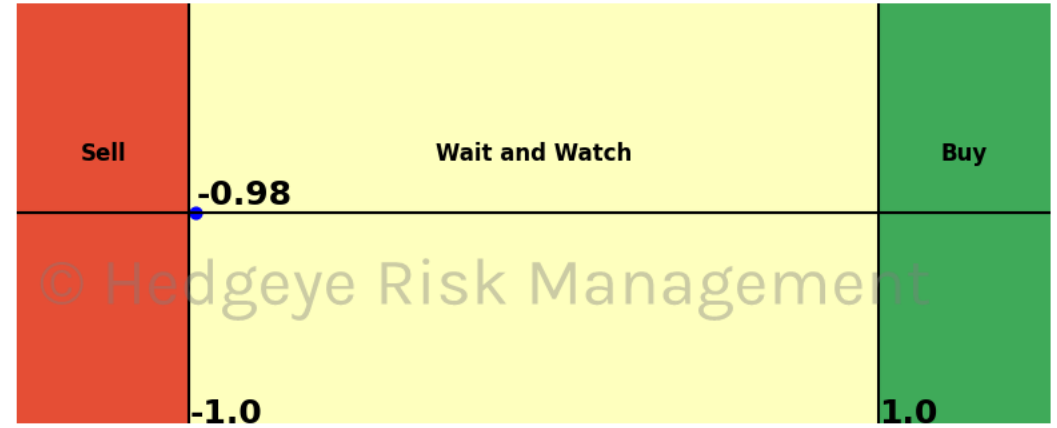 Sell
Wait and Watch
Buy
-0.98
© Hedgeye Risk Management
-1.0
1.0